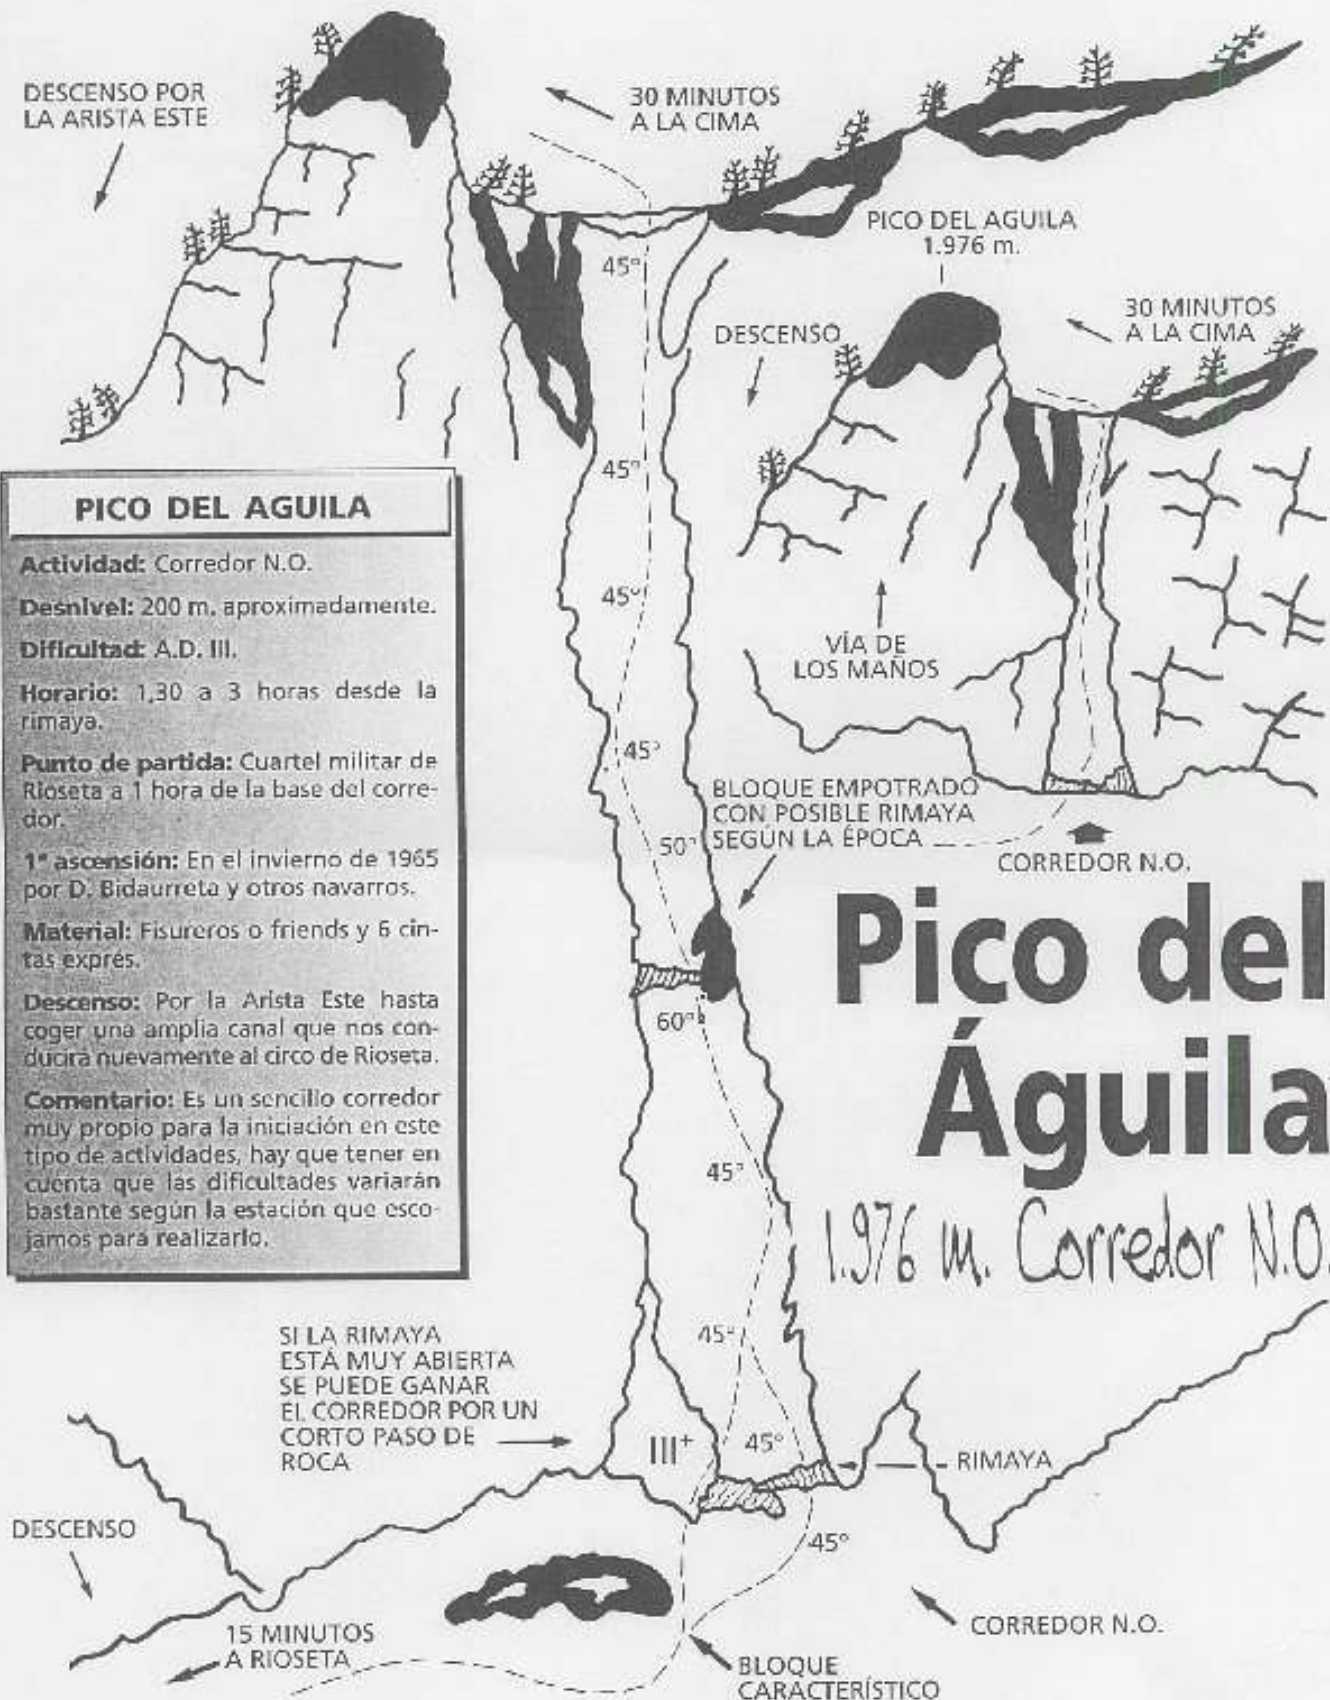 DESCENSO POR
LA ARISTA ESTE
30 MINUTOS
A LA CIMA
45°
PICO DEL AGUILA
1.976 m.
DESCENSO
30 MINUTOS
A LA CIMA
VÍA DE
LOS MAÑOS
CORREDOR N.O.
45°
45°
45°
50°
BLOQUE EMPOTRADO
CON POSIBLE RIMAYA
SEGÚN LA ÉPOCA
60°
45°
45°
45°
III+
45°
PICO DEL AGUILA
Actividad: Corredor N.O.
Desnivel: 200 m. aproximadamente.
Dificultad: A.D. III.
Horario: 1,30 a 3 horas desde la
rimaya.
Punto de partida: Cuartel militar de
Rioseta a 1 hora de la base del corre-
dor.
1ª ascensión: En el invierno de 1965
por D. Bidaurreta y otros navarros.
Material: Fisureros o friends y 6 cin-
tas exprés.
Descenso: Por la Arista Este hasta
coger una amplia canal que nos con-
ducirá nuevamente al circo de Rioseta.
Comentario: Es un sencillo corredor
muy propio para la iniciación en este
tipo de actividades, hay que tener en
cuenta que las dificultades variarán
bastante según la estación que esco-
jamos para realizarlo.
Pico del
Águila
1.976 m. Corredor N.O.
SI LA RIMAYA
ESTÁ MUY ABIERTA
SE PUEDE GANAR
EL CORREDOR POR UN
CORTO PASO DE
ROCA
RIMAYA
DESCENSO
15 MINUTOS
A RIOSETA
CORREDOR N.O.
BLOQUE
CARACTERÍSTICO